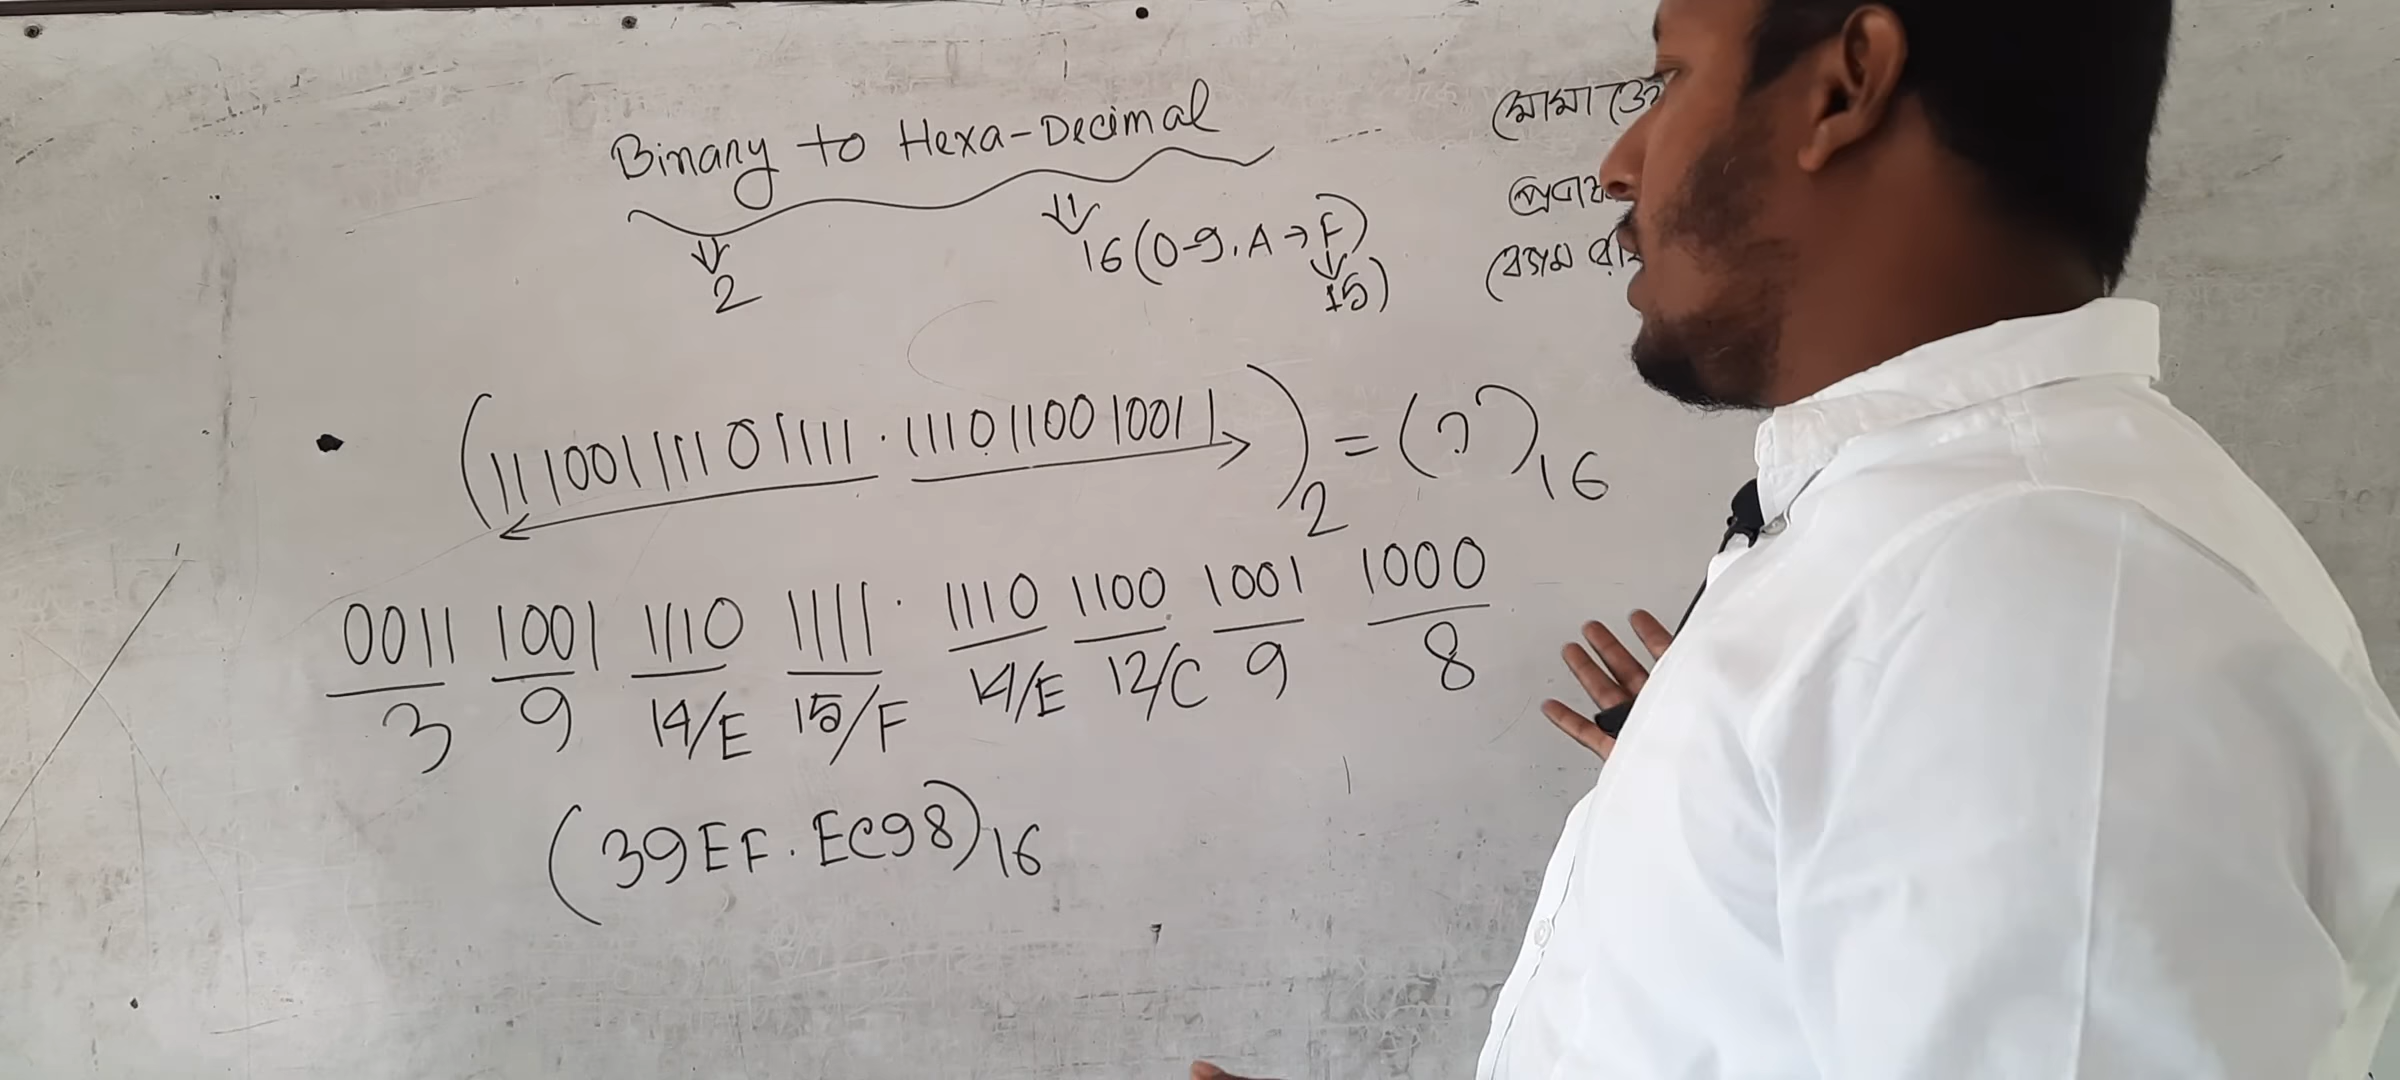 Binary to Hexa-Decimal
2
16 (0-9, A → F)
15)
(111001111101111 . 1110110010011)2 = (?)16
0011 1001 1110 1111 . 1110 1100 1001 1000
3 9 14/E 15/F 14/E 12/C 9 8
(39EF . EC98)16